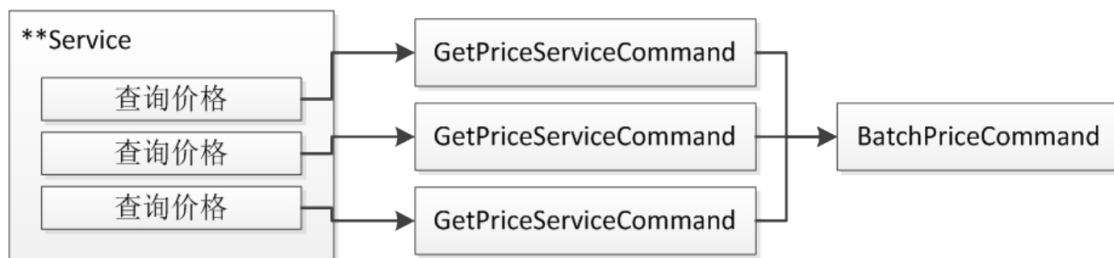 **Service
查询价格
查询价格
查询价格
GetPriceServiceCommand
GetPriceServiceCommand
GetPriceServiceCommand
BatchPriceCommand